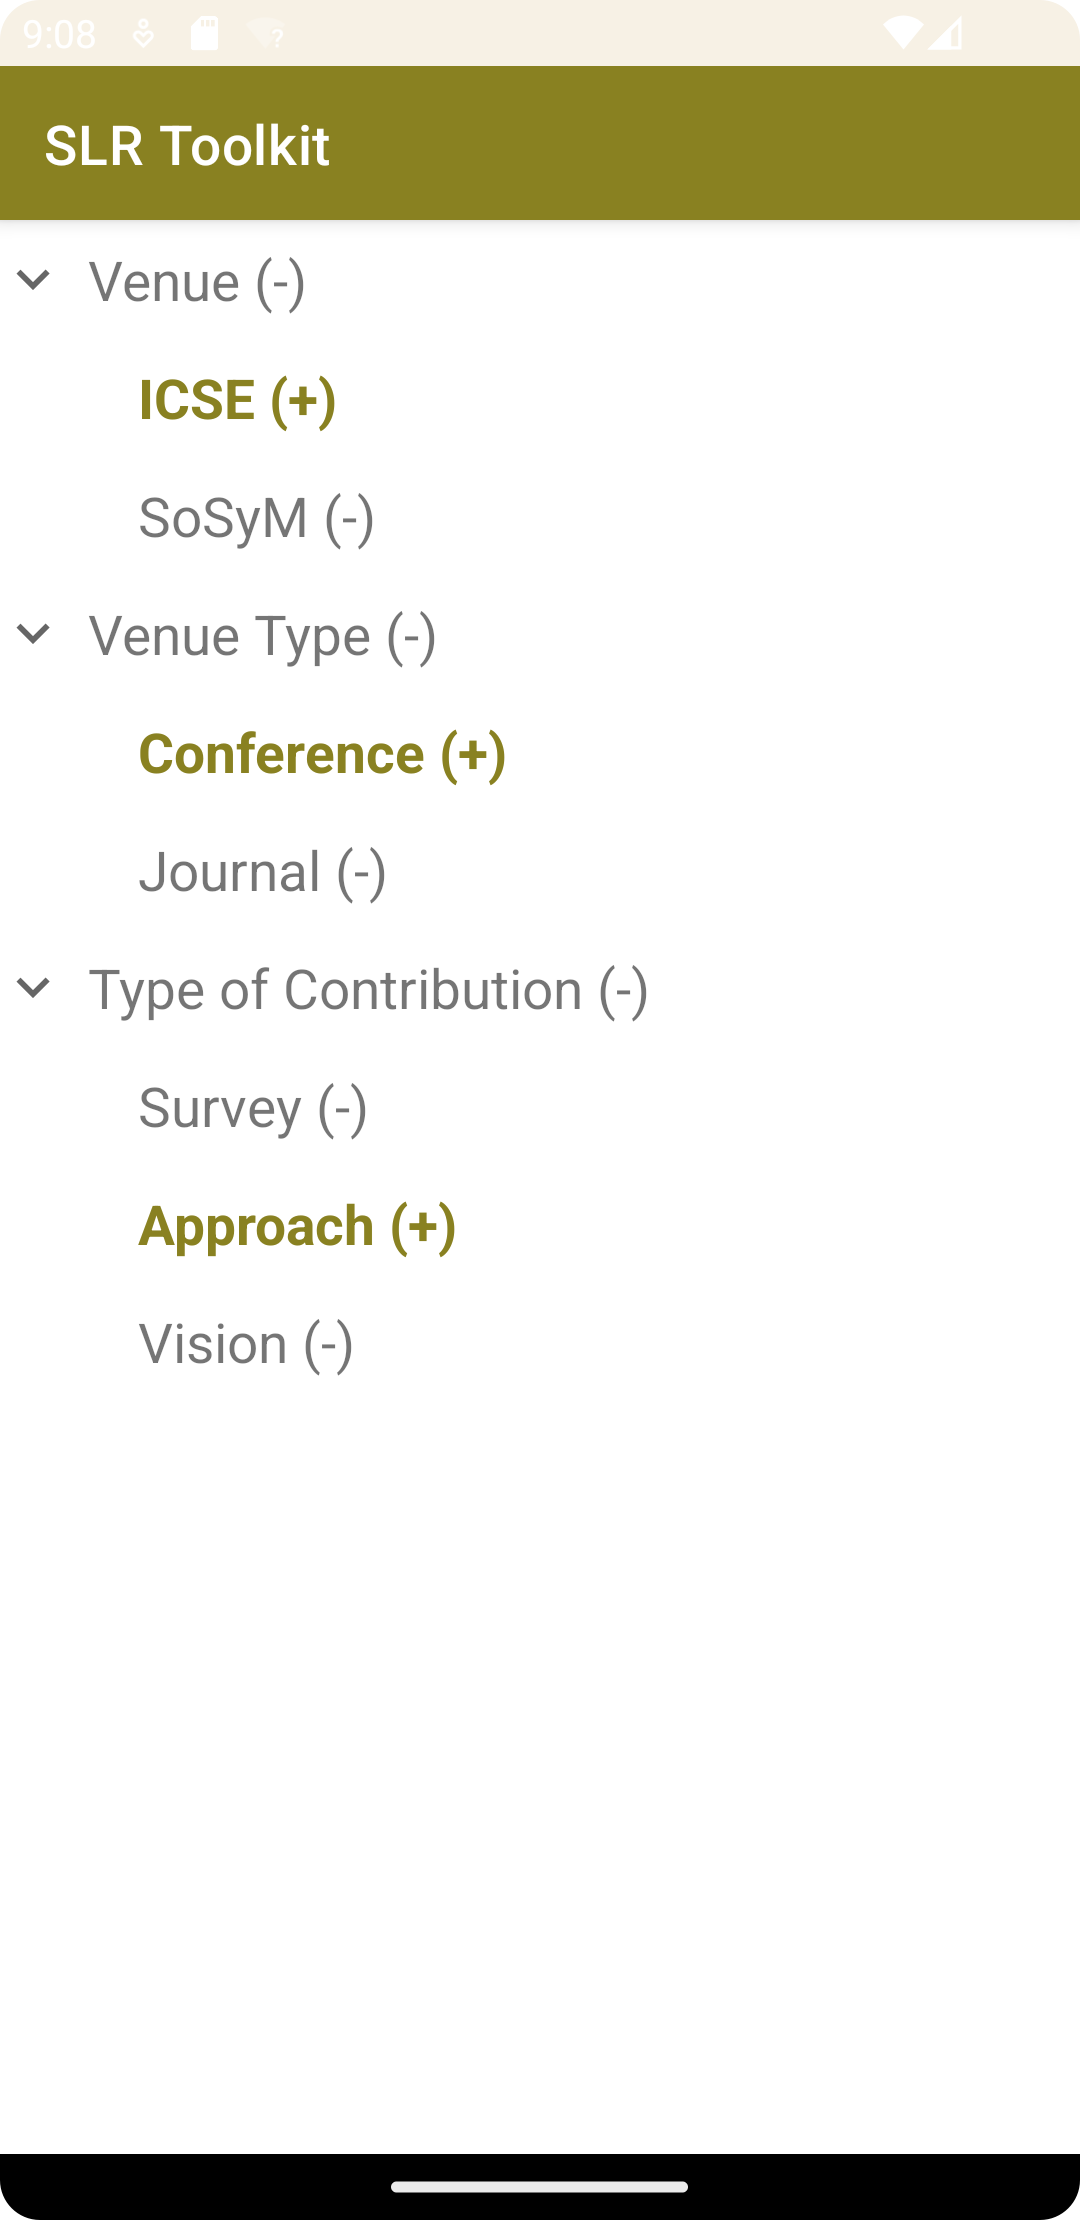 9:08
SLR Toolkit
Venue (-)
ICSE (+)
SoSyM (-)
Venue Type (-)
Conference (+)
Journal (-)
Type of Contribution (-)
Survey (-)
Approach (+)
Vision (-)